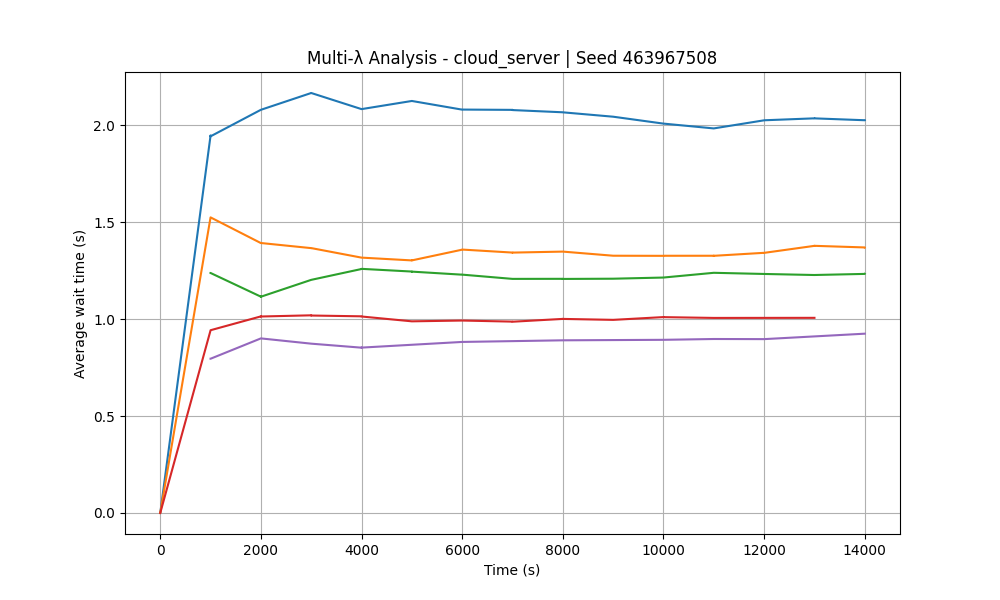 Multi-λ Analysis - cloud_server | Seed 463967508
Average wait time (s)
2.0
1.5
1.0
0.5
0.0
0 2000 4000 6000 8000 10000 12000 14000
Time (s)